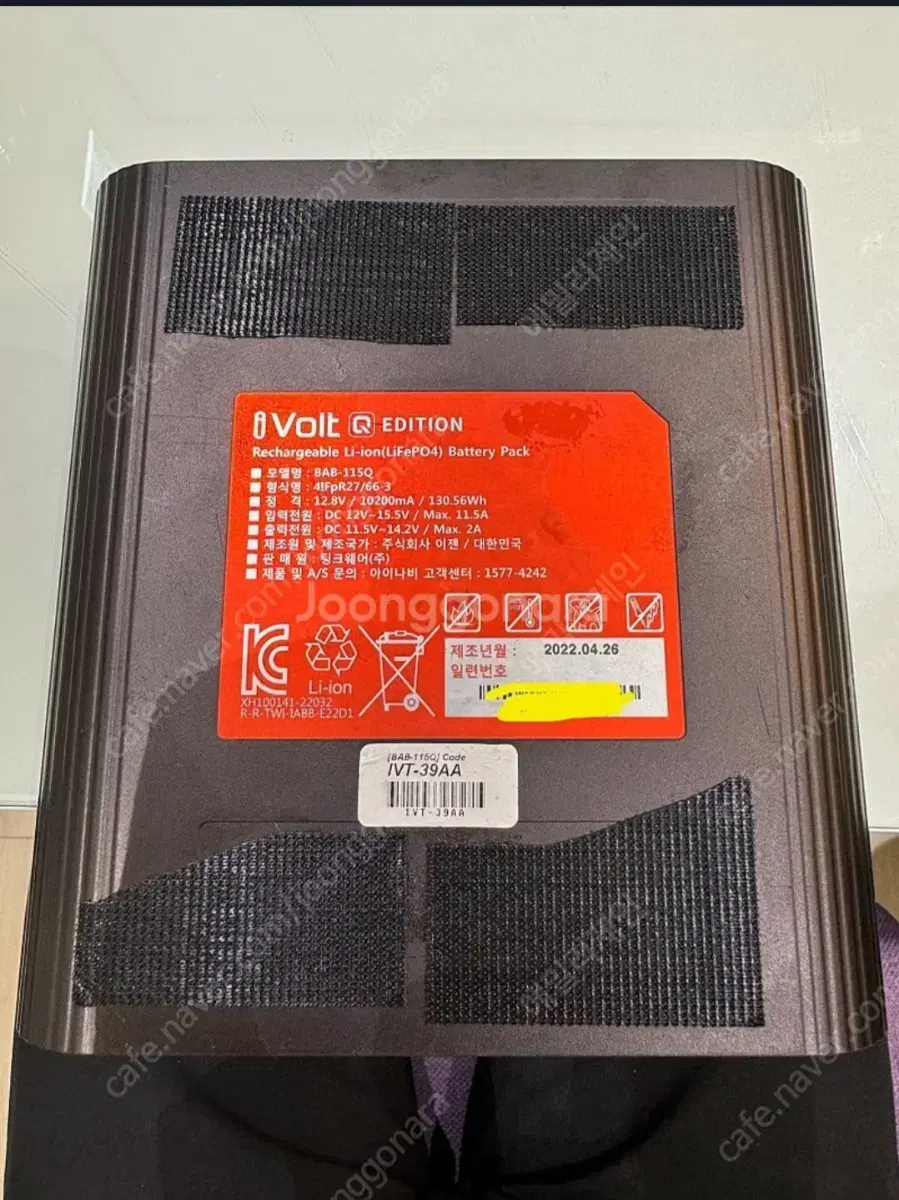 iVolt Q EDITION
Rechargeable Li-ion(LiFePO4) Battery Pack
모델명 : BAB-115Q
형식명 : 4IFpR27/66-3
정 격 : 12.8V / 10200mA / 130.56Wh
입력전원 : DC 12V~15.5V / Max. 11.5A
출력전원 : DC 11.5V~14.2V / Max. 2A
제조원 및 제조국가 : 주식회사 이젠 / 대한민국
판 매 원 : 팅크웨어(주)
제품 및 A/S 문의 : 아이나비 고객센터 : 1577-4242
Joonggonara
제조년월 : 2022.04.26
일련번호
Li-ion
XH100141-22032
R-R-TWI-IABB-E22D1
[BAB-115Q] Code
IVT-39AA
IVT-39AA
cafe.naver.com/joonggonara